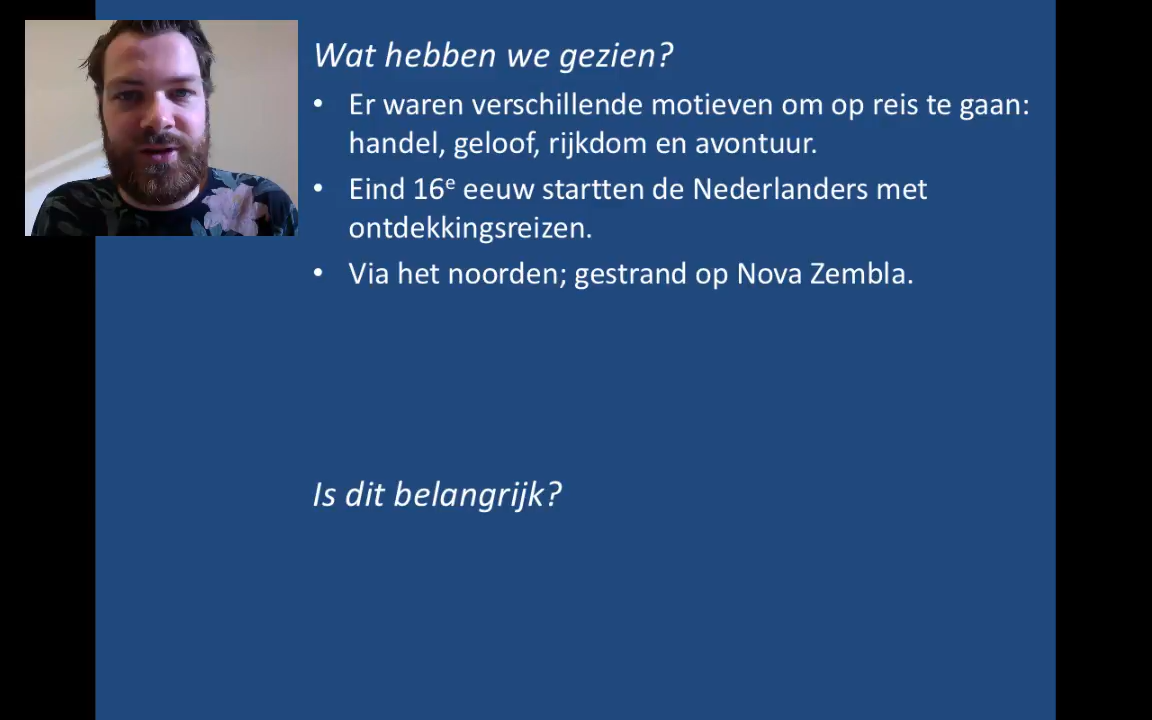 Wat hebben we gezien?
• Er waren verschillende motieven om op reis te gaan:
handel, geloof, rijkdom en avontuur.
• Eind 16e eeuw startten de Nederlanders met
ontdekkingsreizen.
• Via het noorden; gestrand op Nova Zembla.
Is dit belangrijk?